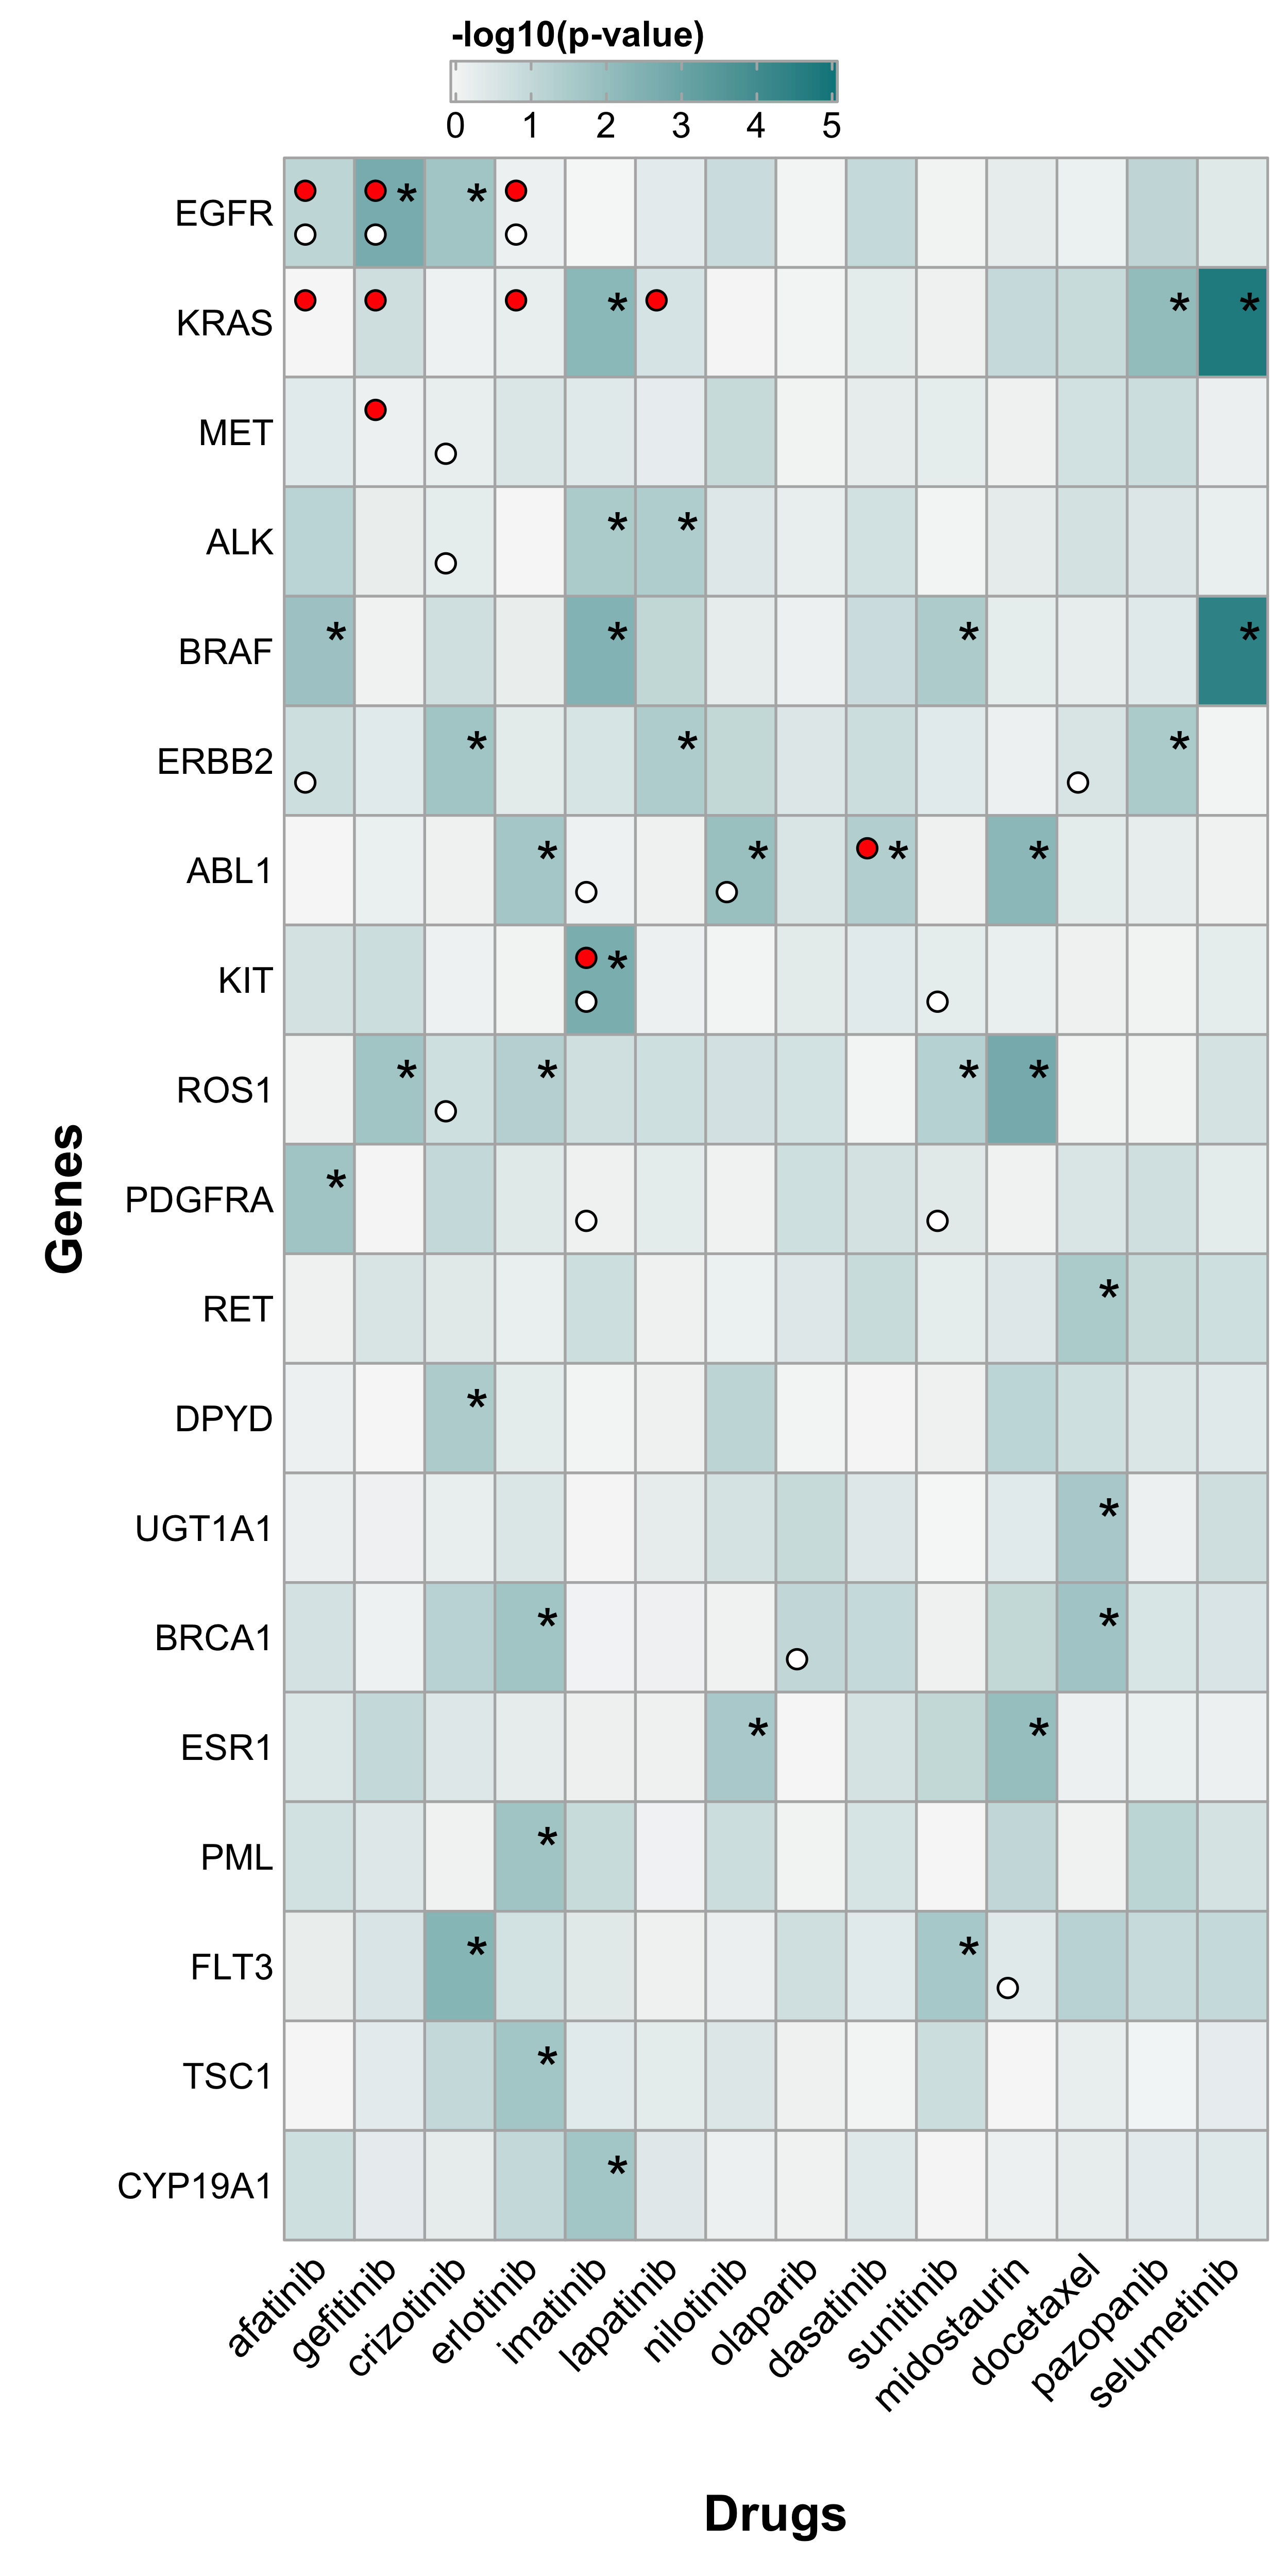 -log10(p-value)
0 1 2 3 4 5
EGFR * *
KRAS * * *
MET
ALK * *
BRAF * * * *
ERBB2 * * *
ABL1 * * * *
KIT *
ROS1 * * * *
PDGFRA *
RET *
DPYD *
UGT1A1 *
BRCA1 * *
ESR1 * *
PML *
FLT3 * *
TSC1 *
CYP19A1 *
Genes
afatinib
gefitinib
crizotinib
erlotinib
imatinib
lapatinib
nilotinib
olaparib
dasatinib
sunitinib
midostaurin
docetaxel
pazopanib
selumetinib
Drugs